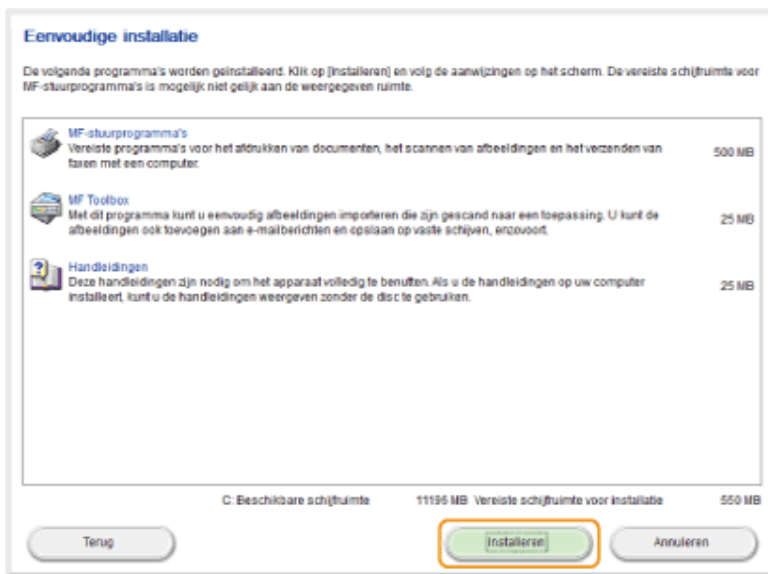 Eenvoudige installatie
De volgende programma's worden geïnstalleerd. Klik op [Installeren] en volg de aanwijzingen op het scherm. De vereiste schijfruimte voor
MF-stuurprogramma's is mogelijk niet gelijk aan de weergegeven ruimte.
MF-stuurprogramma's
Vereiste programma's voor het afdrukken van documenten, het scannen van afbeeldingen en het verzenden van
faxen met een computer.
500 MB
MF Toolbox
Met dit programma kunt u eenvoudig afbeeldingen importeren die zijn gescand naar een toepassing. U kunt de
afbeeldingen ook toevoegen aan e-mailberichten en opslaan op vaste schijven, enzovoort.
25 MB
Handleidingen
Deze handleidingen zijn nodig om het apparaat volledig te benutten. Als u de handleidingen op uw computer
installeert, kunt u de handleidingen weergeven zonder de disc te gebruiken.
25 MB
C: Beschikbare schijfruimte 11196 MB Vereiste schijfruimte voor installatie 550 MB
Terug Installeren Annuleren